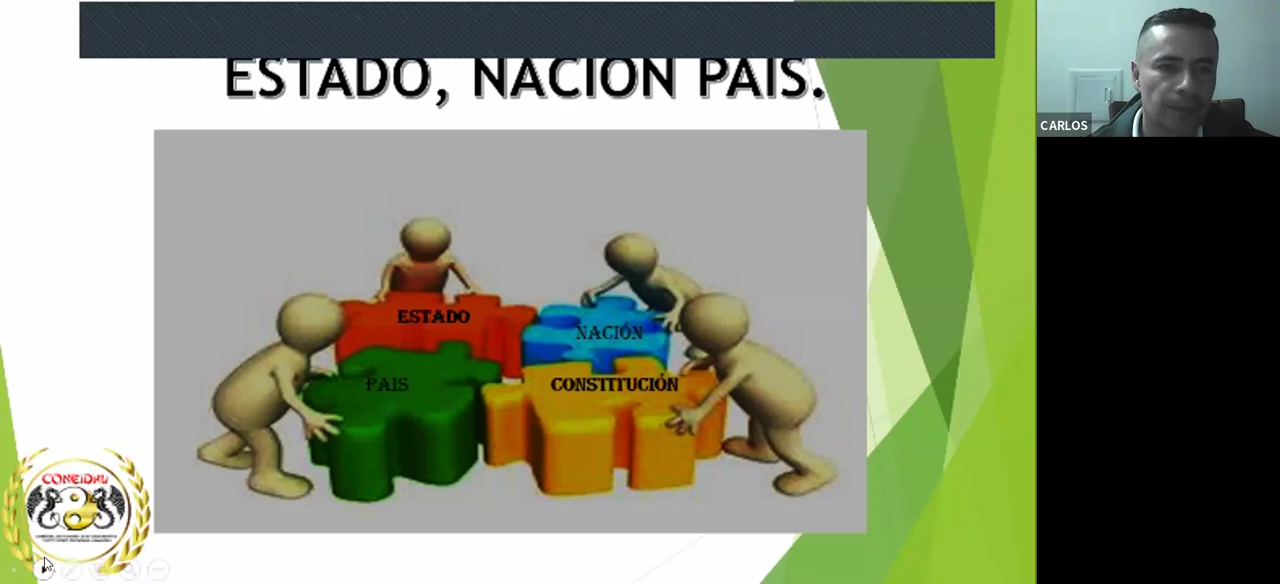 ESTADO, NACION PAIS.
CARLOS
ESTADO
NACIÓN
PAIS
CONSTITUCIÓN
CONEIDHU